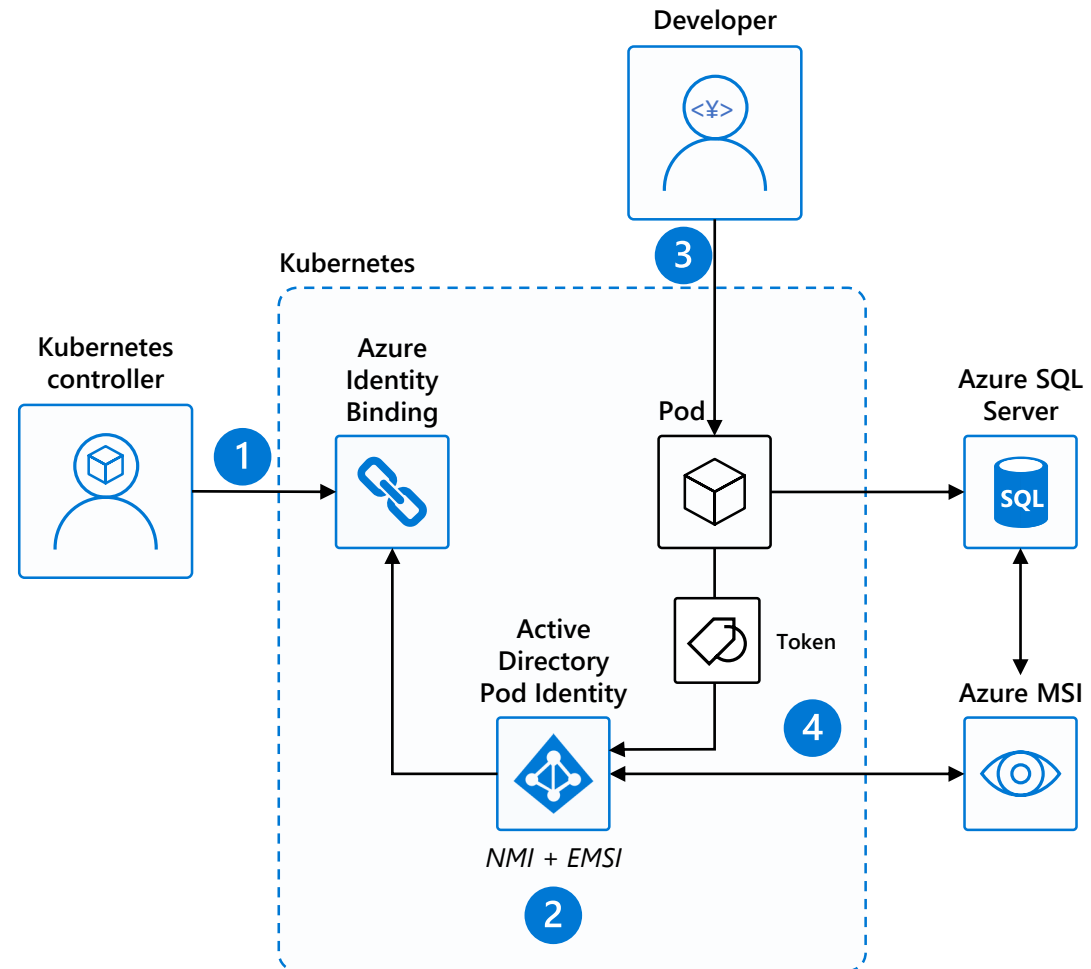 Developer
<¥>
3
Kubernetes
Kubernetes
controller
1
Azure
Identity
Binding
Pod
Azure SQL
Server
SQL
Token
Active
Directory
Pod Identity
4
Azure MSI
NMI + EMSI
2